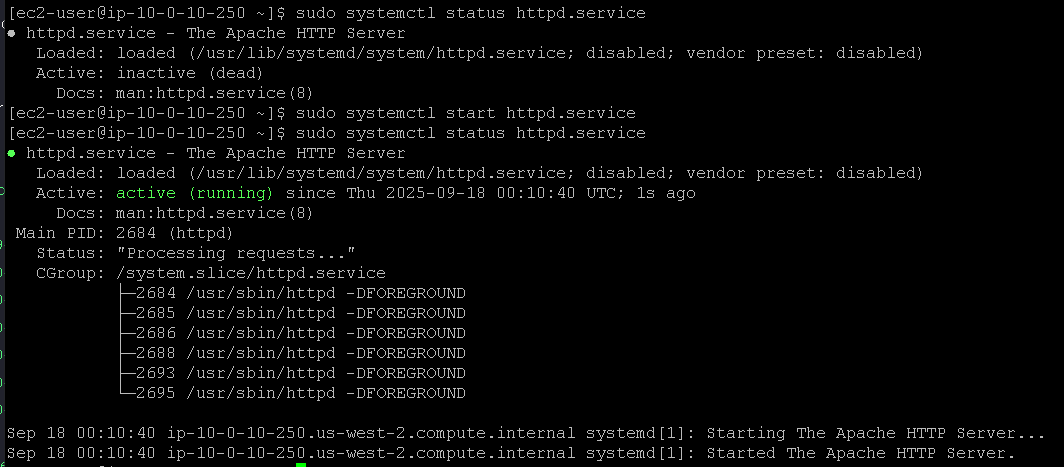 [ec2-user@ip-10-0-10-250 ~]$ sudo systemctl status httpd.service
● httpd.service - The Apache HTTP Server
   Loaded: loaded (/usr/lib/systemd/system/httpd.service; disabled; vendor preset: disabled)
   Active: inactive (dead)
     Docs: man:httpd.service(8)
[ec2-user@ip-10-0-10-250 ~]$ sudo systemctl start httpd.service
[ec2-user@ip-10-0-10-250 ~]$ sudo systemctl status httpd.service
● httpd.service - The Apache HTTP Server
   Loaded: loaded (/usr/lib/systemd/system/httpd.service; disabled; vendor preset: disabled)
   Active: active (running) since Thu 2025-09-18 00:10:40 UTC; 1s ago
     Docs: man:httpd.service(8)
 Main PID: 2684 (httpd)
   Status: "Processing requests..."
   CGroup: /system.slice/httpd.service
           ├─2684 /usr/sbin/httpd -DFOREGROUND
           ├─2685 /usr/sbin/httpd -DFOREGROUND
           ├─2686 /usr/sbin/httpd -DFOREGROUND
           ├─2688 /usr/sbin/httpd -DFOREGROUND
           ├─2693 /usr/sbin/httpd -DFOREGROUND
           └─2695 /usr/sbin/httpd -DFOREGROUND
Sep 18 00:10:40 ip-10-0-10-250.us-west-2.compute.internal systemd[1]: Starting The Apache HTTP Server...
Sep 18 00:10:40 ip-10-0-10-250.us-west-2.compute.internal systemd[1]: Started The Apache HTTP Server.